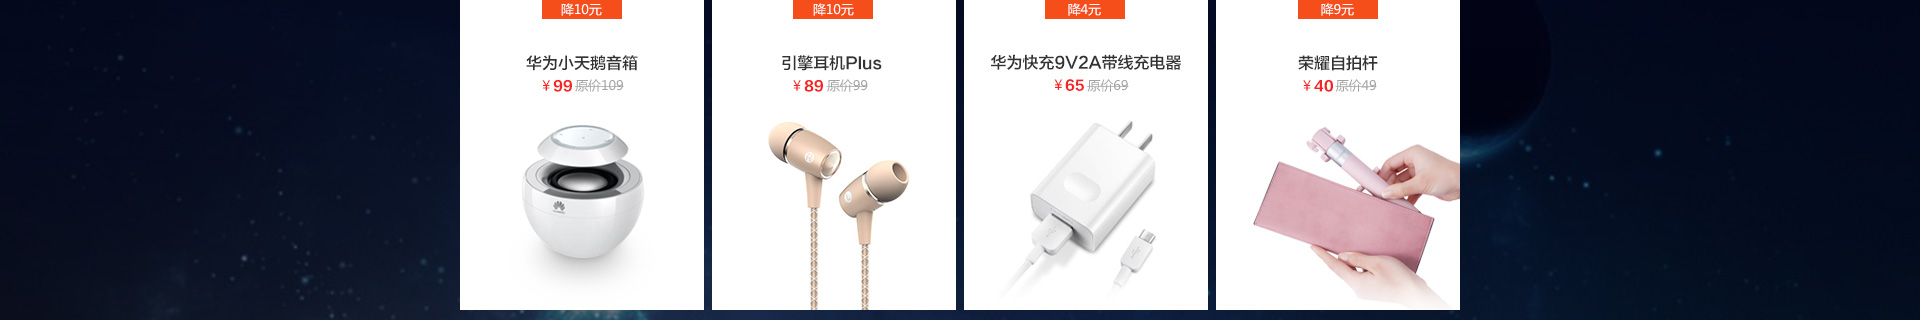 降10元
华为小天鹅音箱
¥99 原价109
降10元
引擎耳机Plus
¥89 原价99
降4元
华为快充9V2A带线充电器
¥65 原价69
降9元
荣耀自拍杆
¥40 原价49